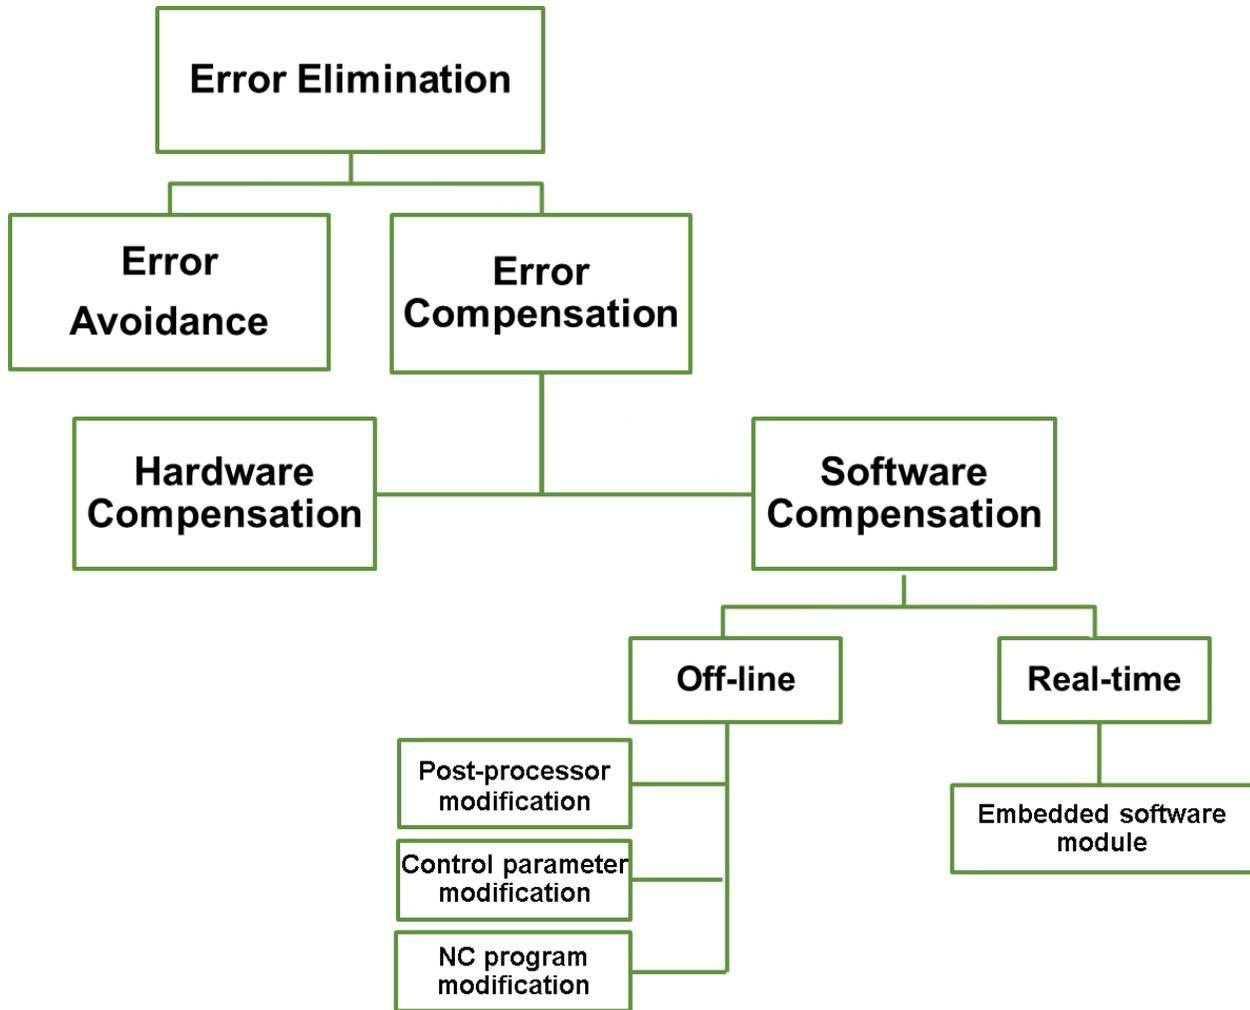 Error Elimination
Error
Avoidance
Error
Compensation
Hardware
Compensation
Software
Compensation
Off-line
Real-time
Post-processor
modification
Embedded software
module
Control parameter
modification
NC program
modification